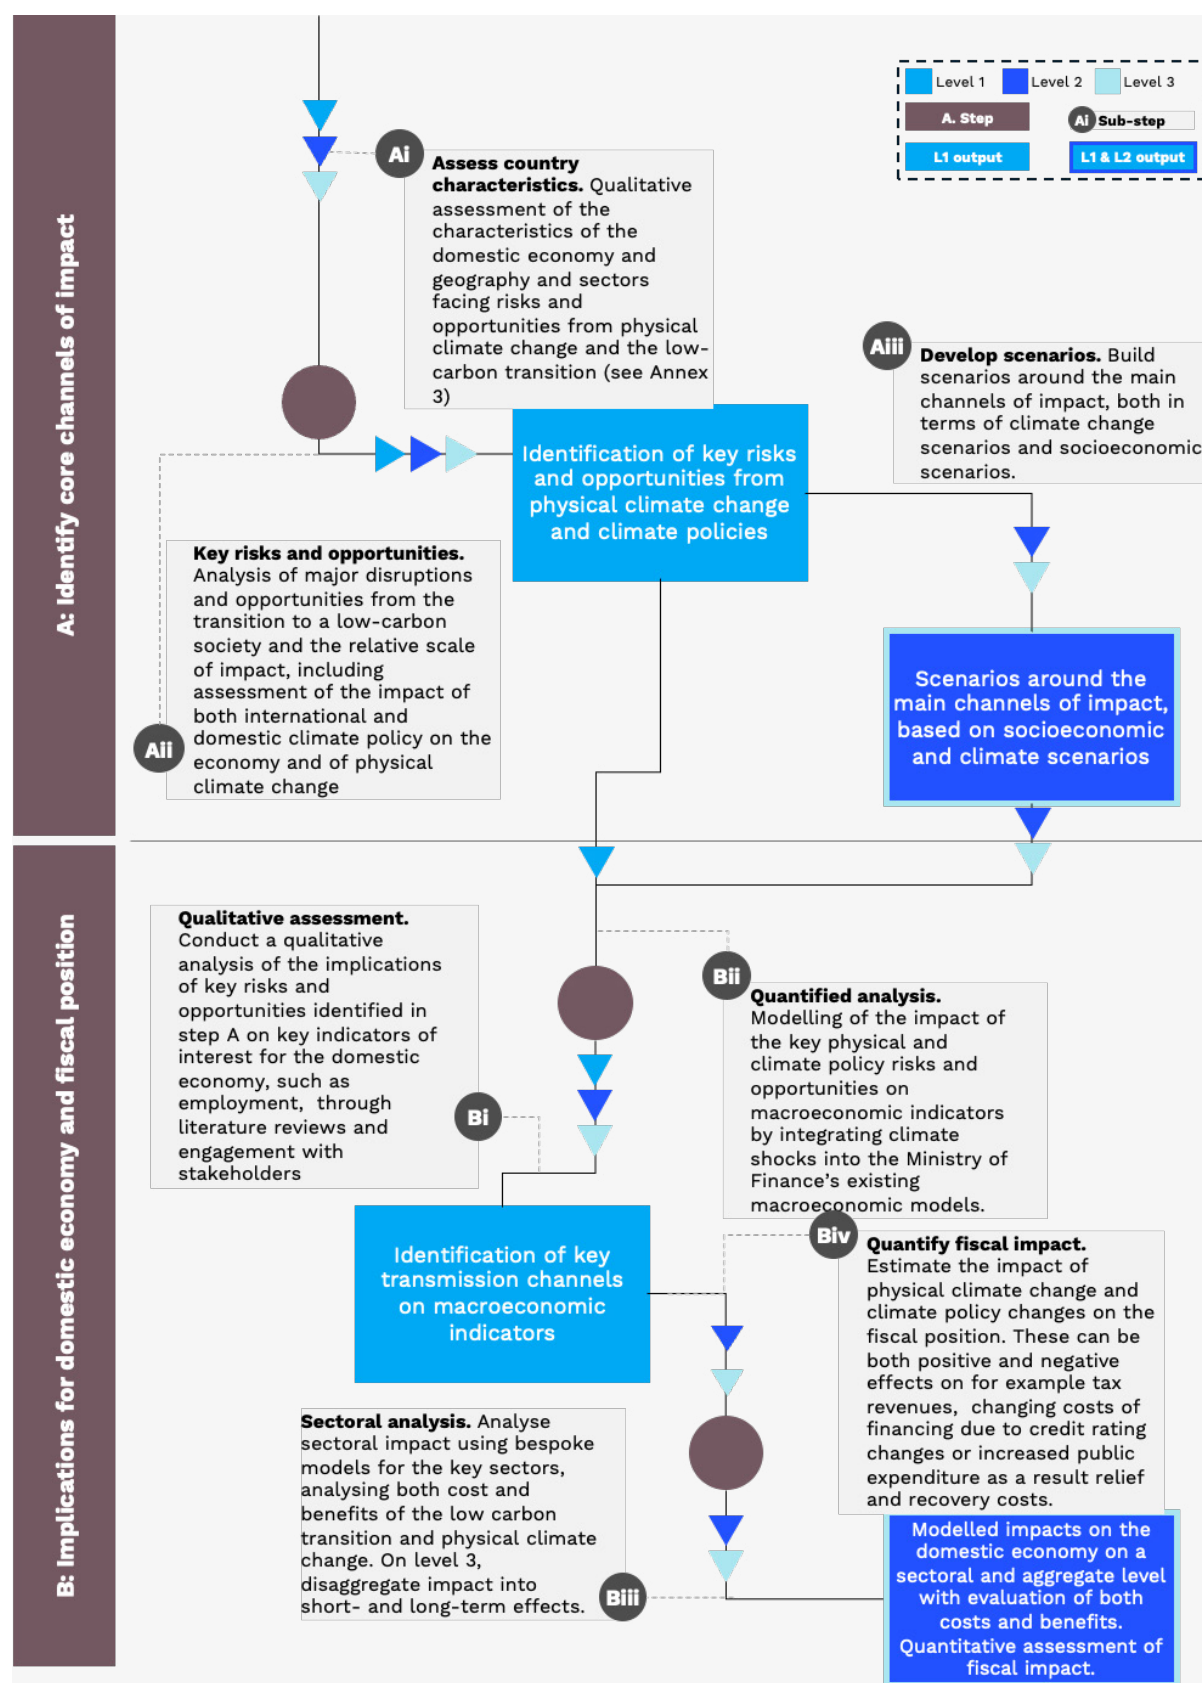 Level 1
Level 2
Level 3
A. Step
Ai
Sub-step
L1 output
L1 & L2 output
A: Identify core channels of impact
Ai
Assess country
characteristics. Qualitative
assessment of the
characteristics of the
domestic economy and
geography and sectors
facing risks and
opportunities from physical
climate change and the low-
carbon transition (see Annex
3)
Aiii
Develop scenarios. Build
scenarios around the main
channels of impact, both in
terms of climate change
scenarios and socioeconomic
scenarios.
Identification of key risks
and opportunities from
physical climate change
and climate policies
Key risks and opportunities.
Analysis of major disruptions
and opportunities from the
transition to a low-carbon
society and the relative scale
of impact, including
assessment of the impact of
both international and
domestic climate policy on the
economy and of physical
climate change
Aii
Scenarios around the
main channels of impact,
based on socioeconomic
and climate scenarios
B: Implications for domestic economy and fiscal position
Qualitative assessment.
Conduct a qualitative
analysis of the implications
of key risks and
opportunities identified in
step A on key indicators of
interest for the domestic
economy, such as
employment,  through
literature reviews and
engagement with
stakeholders
Bi
Bii
Quantified analysis.
Modelling of the impact of
the key physical and
climate policy risks and
opportunities on
macroeconomic indicators
by integrating climate
shocks into the Ministry of
Finance's existing
macroeconomic models.
Identification of key
transmission channels
on macroeconomic
indicators
Biv
Quantify fiscal impact.
Estimate the impact of
physical climate change and
climate policy changes on the
fiscal position. These can be
both positive and negative
effects on for example tax
revenues,  changing costs of
financing due to credit rating
changes or increased public
expenditure as a result relief
and recovery costs.
Sectoral analysis. Analyse
sectoral impact using bespoke
models for the key sectors,
analysing both cost and
benefits of the low carbon
transition and physical climate
change. On level 3,
disaggregate impact into
short- and long-term effects.
Biii
Modelled impacts on the
domestic economy on a
sectoral and aggregate level
with evaluation of both
costs and benefits.
Quantitative assessment of
fiscal impact.